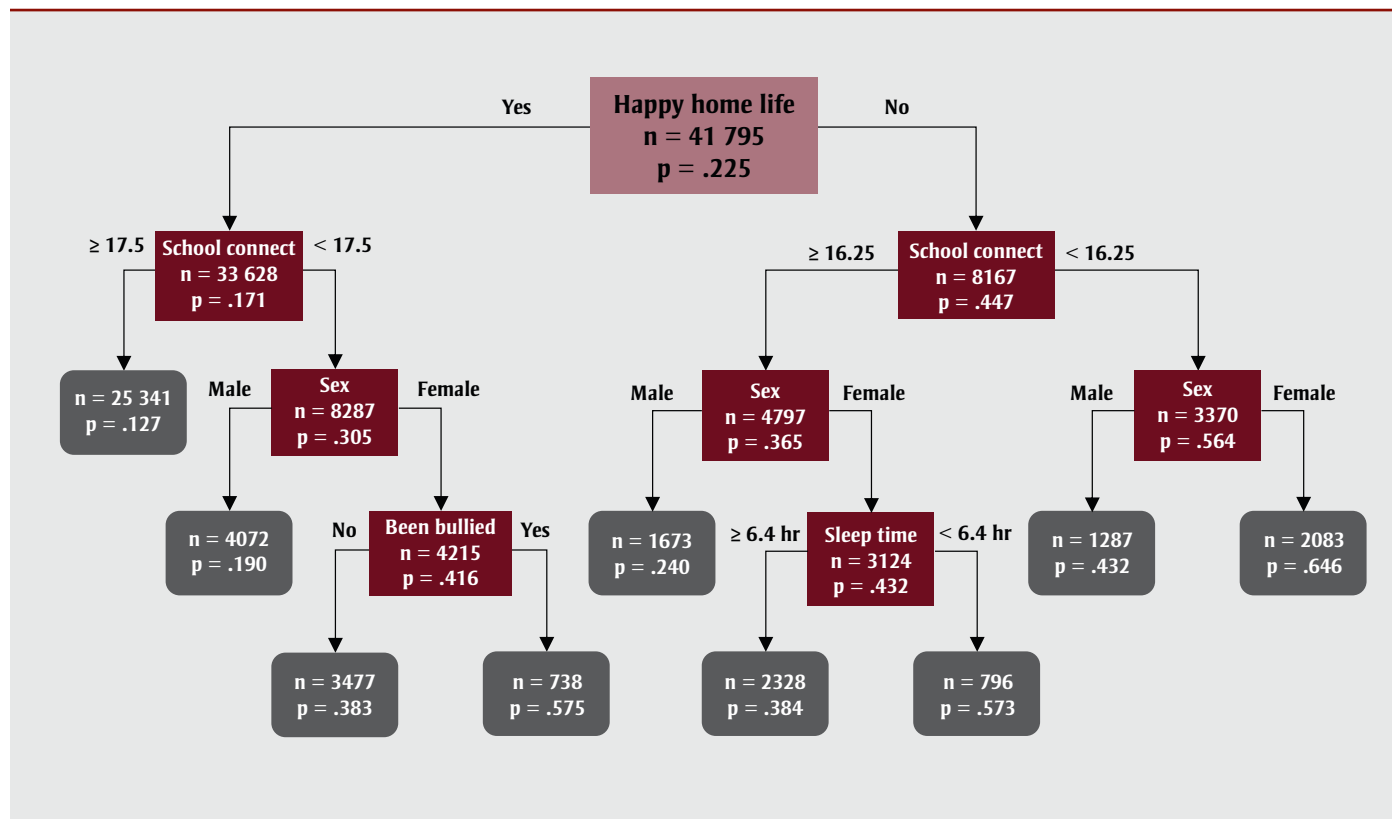 Happy home life
n = 41 795
p = .225
Yes
No
School connect
n = 33 628
p = .171
≥ 17.5
< 17.5
School connect
n = 8167
p = .447
≥ 16.25
< 16.25
n = 25 341
p = .127
Sex
n = 8287
p = .305
Male
Female
Sex
n = 4797
p = .365
Male
Female
Sex
n = 3370
p = .564
Male
Female
n = 4072
p = .190
Been bullied
n = 4215
p = .416
No
Yes
n = 1673
p = .240
Sleep time
n = 3124
p = .432
≥ 6.4 hr
< 6.4 hr
n = 1287
p = .432
n = 2083
p = .646
n = 3477
p = .383
n = 738
p = .575
n = 2328
p = .384
n = 796
p = .573